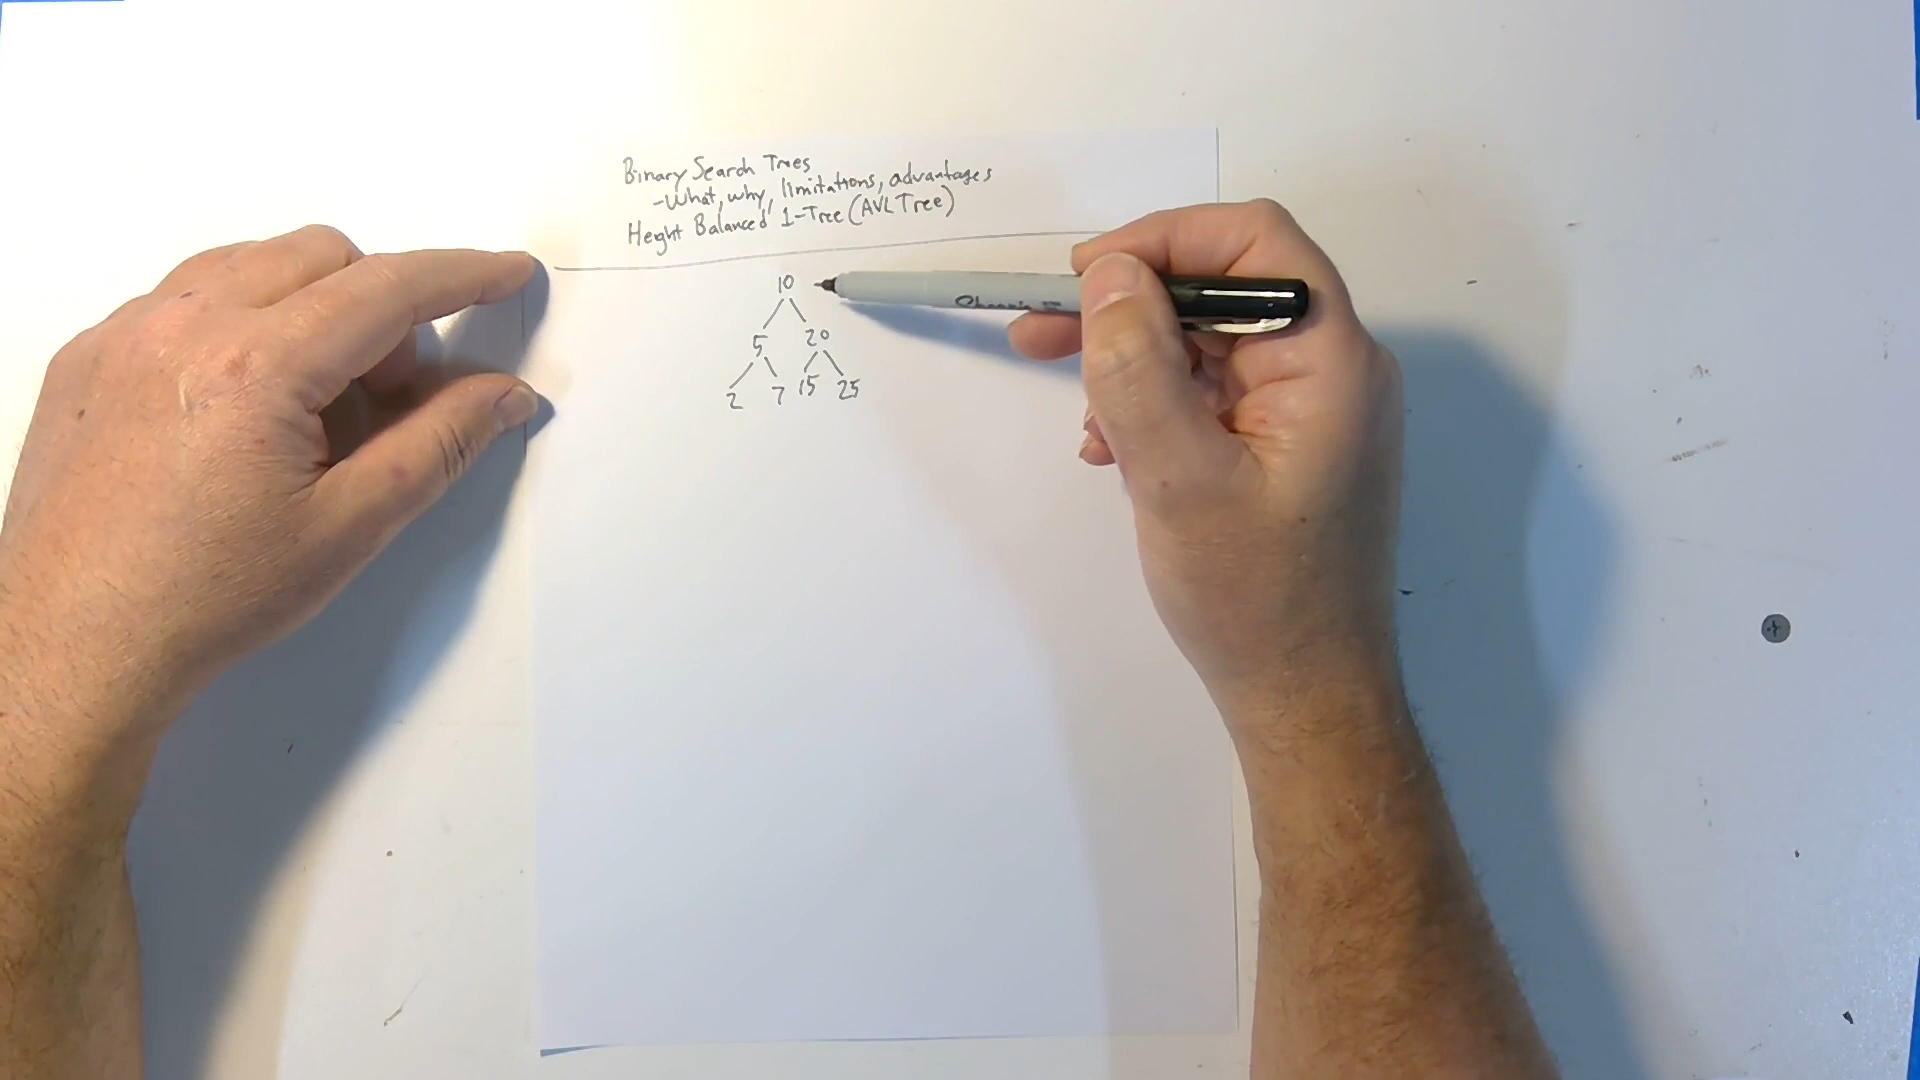 Binary Search Trees
-What, why, limitations, advantages
Height Balanced 1-Tree (AVL Tree)
10
5 20
2 7 15 25
Sharpie